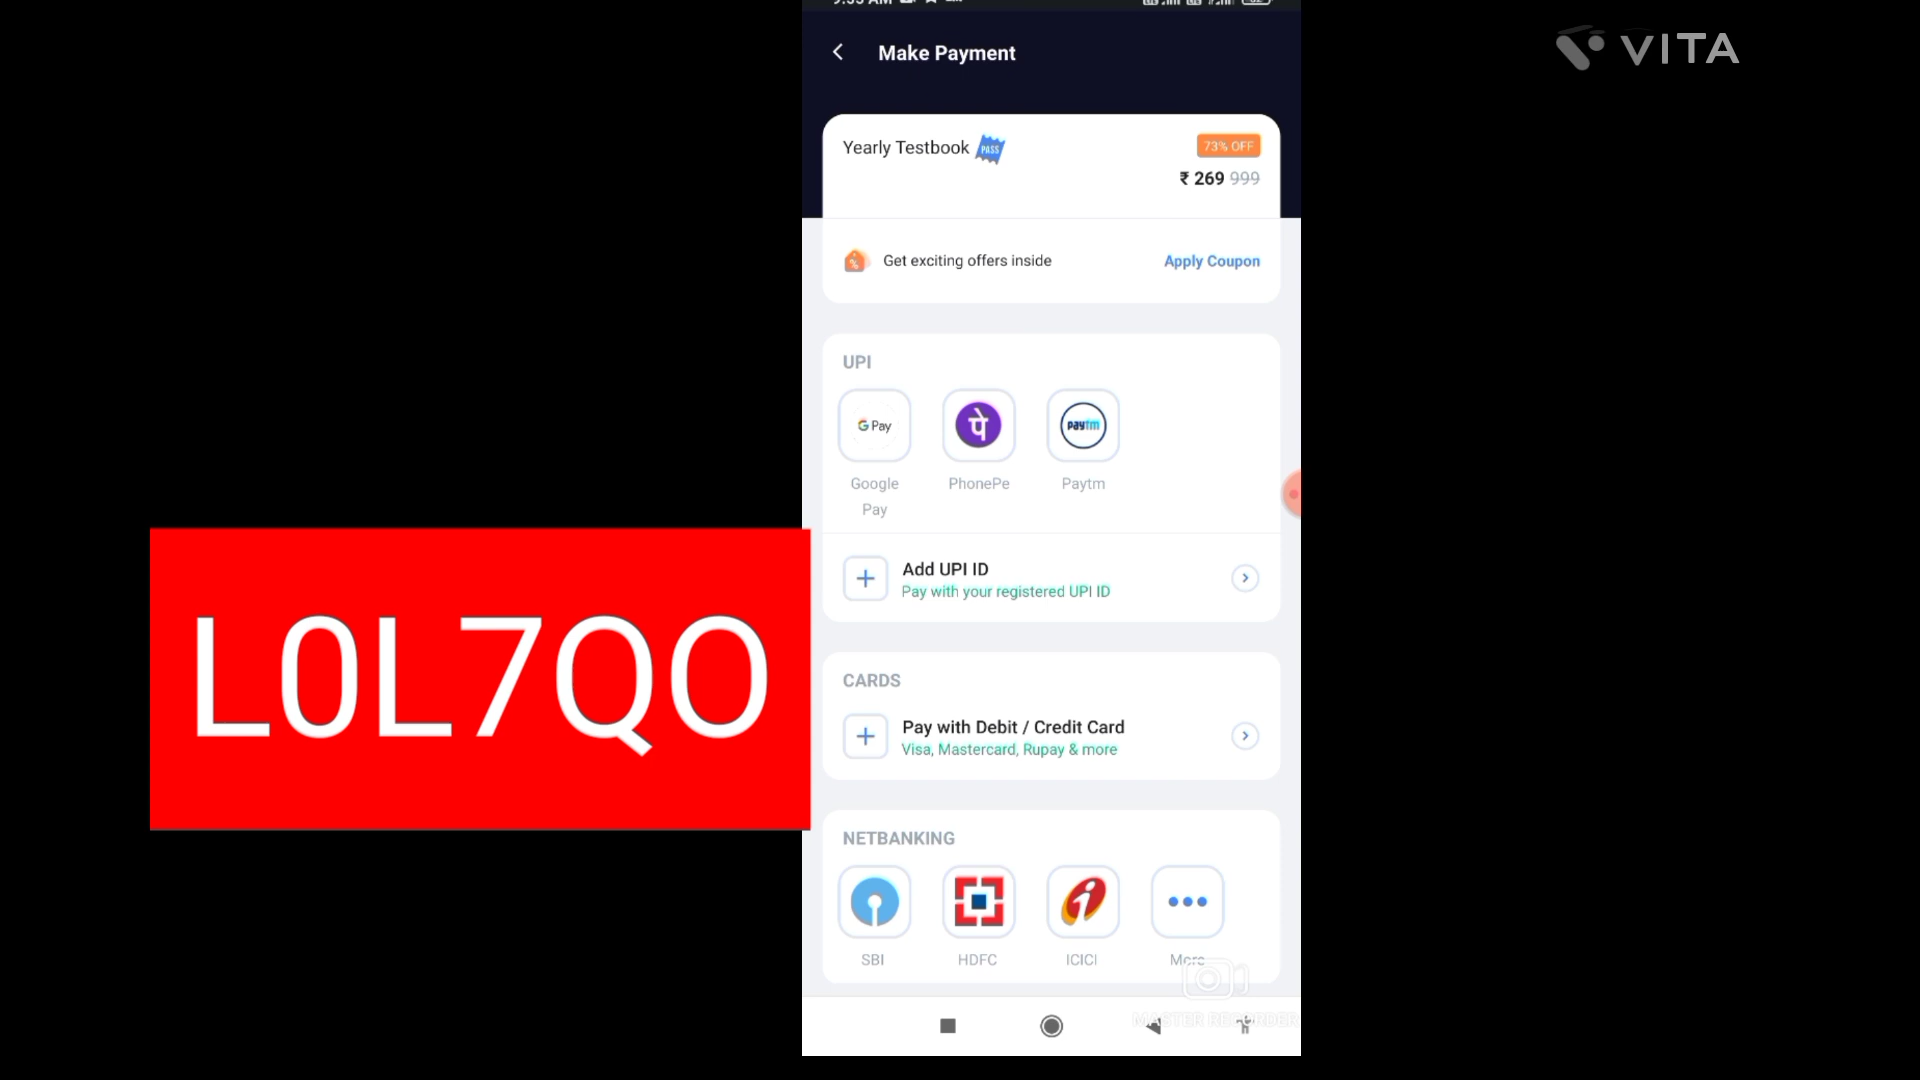 VITA
Make Payment
Yearly Testbook PASS
73% OFF
₹ 269 999
Get exciting offers inside
Apply Coupon
UPI
G Pay
पे
paytm
Google Pay
PhonePe
Paytm
Add UPI ID
Pay with your registered UPI ID
L0L7QO
CARDS
Pay with Debit / Credit Card
Visa, Mastercard, Rupay & more
NETBANKING
SBI
HDFC
ICICI
More
MASTER RECORDER